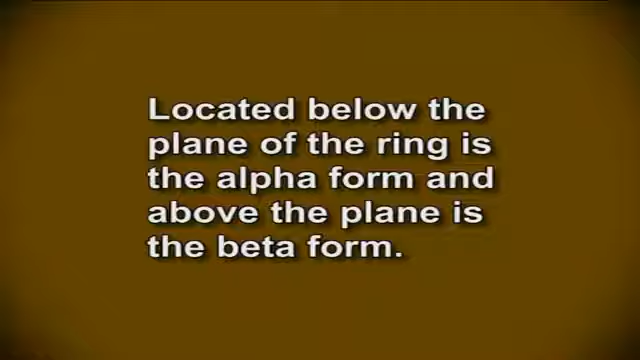 Located below the
plane of the ring is
the alpha form and
above the plane is
the beta form.